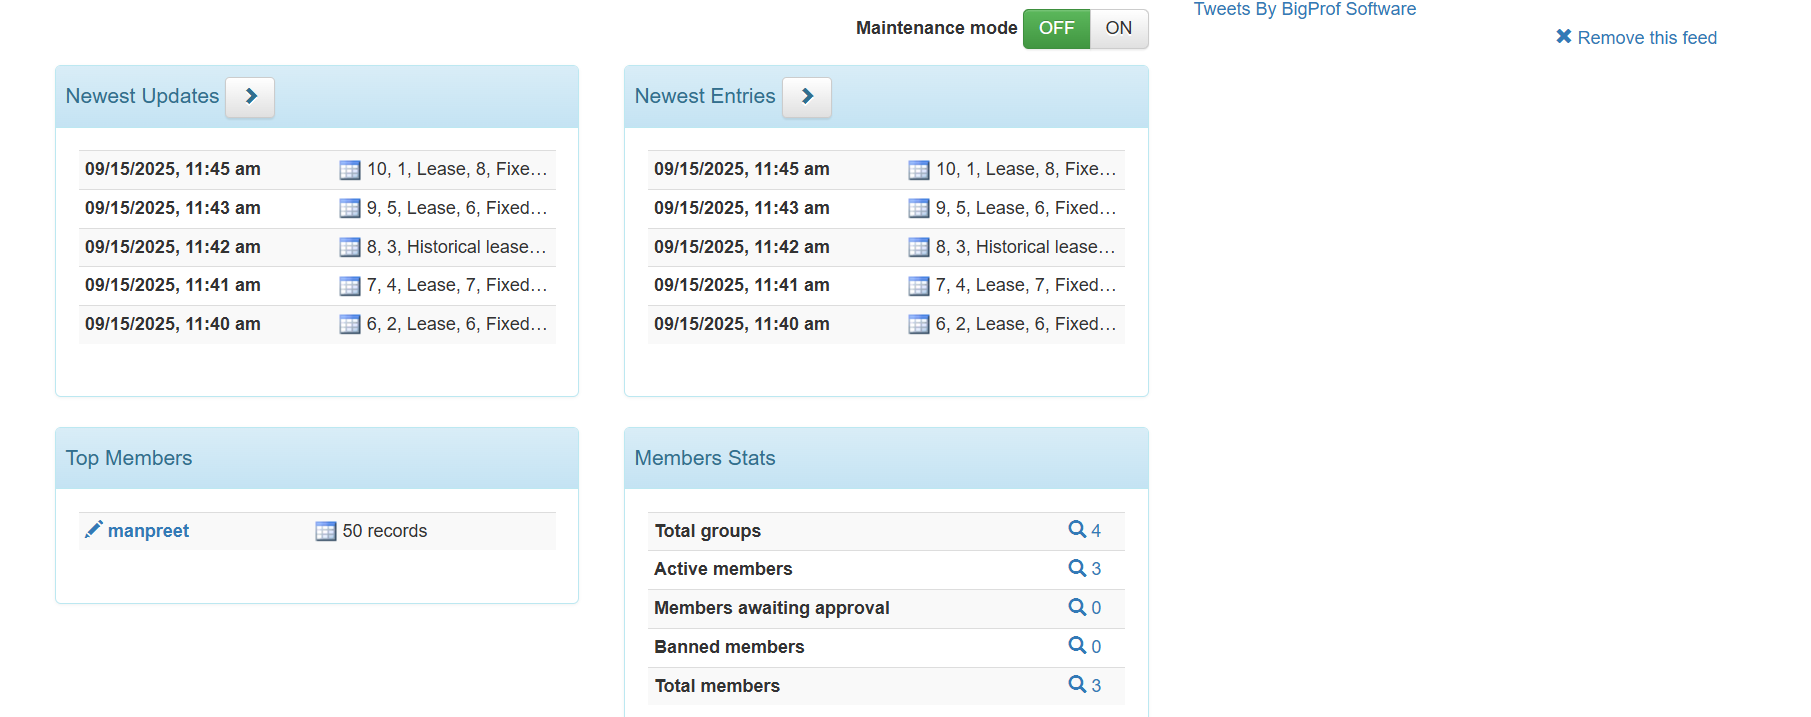 Maintenance mode OFF ON
Tweets By BigProf Software
Remove this feed
Newest Updates
09/15/2025, 11:45 am 10, 1, Lease, 8, Fixe...
09/15/2025, 11:43 am 9, 5, Lease, 6, Fixed...
09/15/2025, 11:42 am 8, 3, Historical lease...
09/15/2025, 11:41 am 7, 4, Lease, 7, Fixed...
09/15/2025, 11:40 am 6, 2, Lease, 6, Fixed...
Newest Entries
09/15/2025, 11:45 am 10, 1, Lease, 8, Fixe...
09/15/2025, 11:43 am 9, 5, Lease, 6, Fixed...
09/15/2025, 11:42 am 8, 3, Historical lease...
09/15/2025, 11:41 am 7, 4, Lease, 7, Fixed...
09/15/2025, 11:40 am 6, 2, Lease, 6, Fixed...
Top Members
manpreet 50 records
Members Stats
Total groups 4
Active members 3
Members awaiting approval 0
Banned members 0
Total members 3